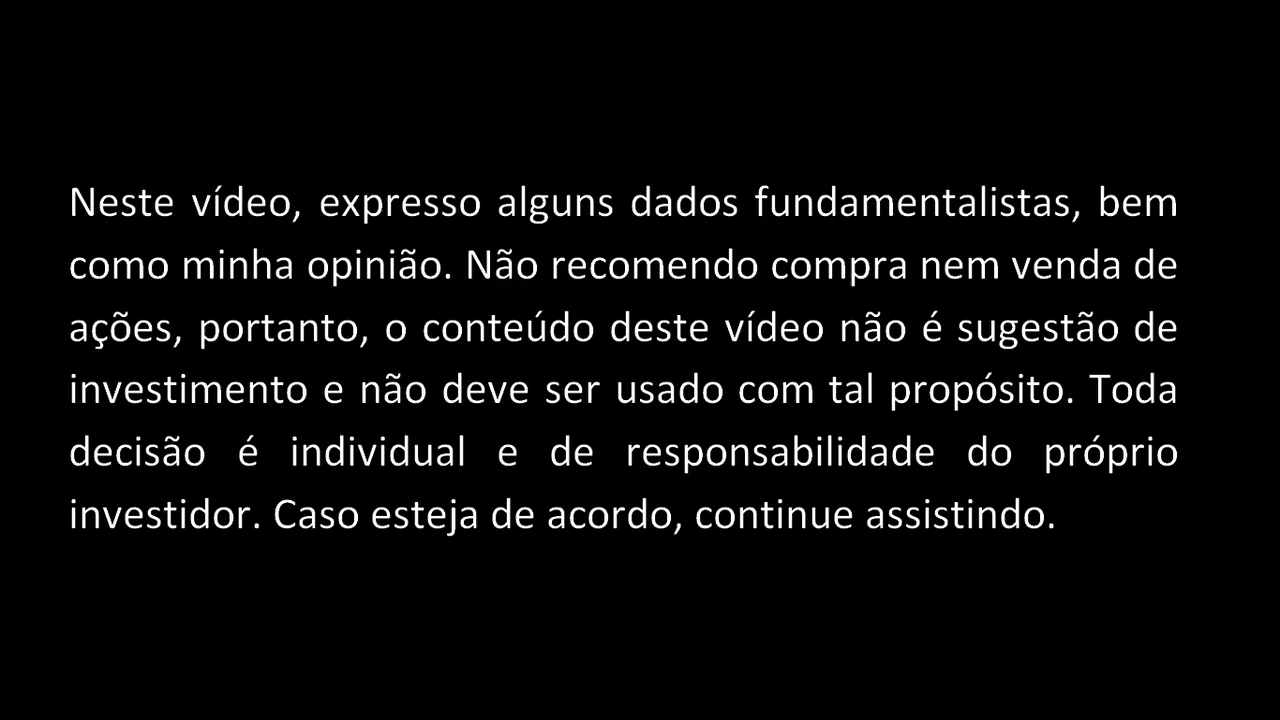 Neste vídeo, expresso alguns dados fundamentalistas, bem
como minha opinião. Não recomendo compra nem venda de
ações, portanto, o conteúdo deste vídeo não é sugestão de
investimento e não deve ser usado com tal propósito. Toda
decisão é individual e de responsabilidade do próprio
investidor. Caso esteja de acordo, continue assistindo.